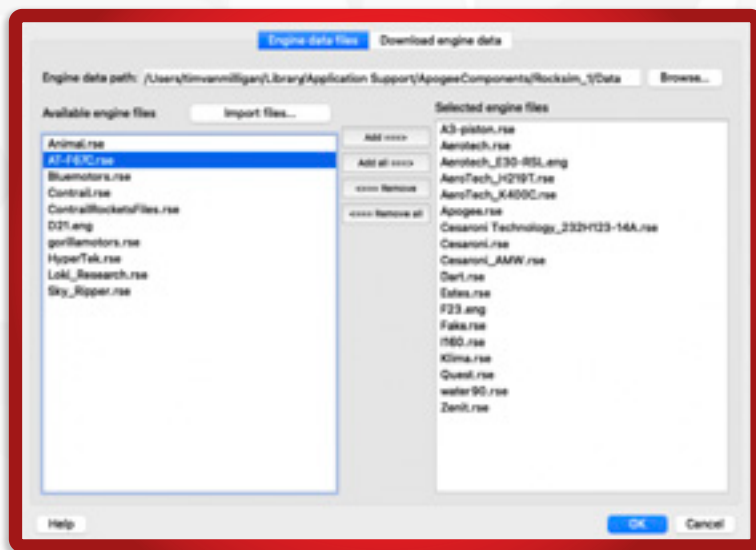 Engine data files Download engine data
Engine data path: /Users/timvanmilligan/Library/Application Support/ApogeeComponents/Rocksim_1/Data Browse...
Available engine files Import files...
Animal.rse
AT-F67C.rse
Bluemotors.rse
Contrail.rse
ContrailRocketsFiles.rse
D21.eng
gorillamotors.rse
HyperTek.rse
Loki_Research.rse
Sky_Ripper.rse
Add ===>
Add all ===>
<=== Remove
<=== Remove all
Selected engine files
A3-piston.rse
Aerotech.rse
Aerotech_E30-RSL.eng
AeroTech_H219T.rse
AeroTech_K400C.rse
Apogee.rse
Cesaroni Technology_232H123-14A.rse
Cesaroni.rse
Cesaroni_AMW.rse
Dart.rse
Estes.rse
F23.eng
Fake.rse
I160.rse
Klima.rse
Quest.rse
water90.rse
Zenit.rse
Help OK Cancel